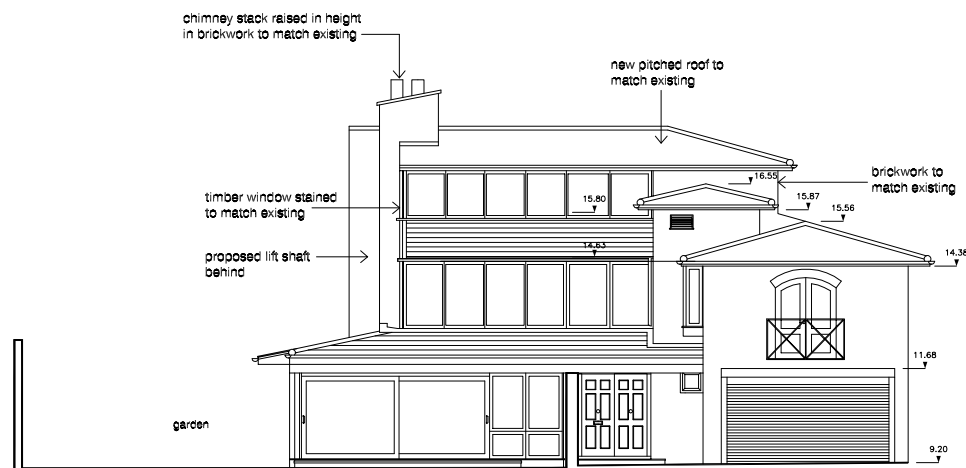 chimney stack raised in height
in brickwork to match existing
new pitched roof to
match existing
brickwork to
match existing
16.55
timber window stained
to match existing
15.80
15.87
15.56
14.63
proposed lift shaft
behind
14.38
11.68
garden
9.20